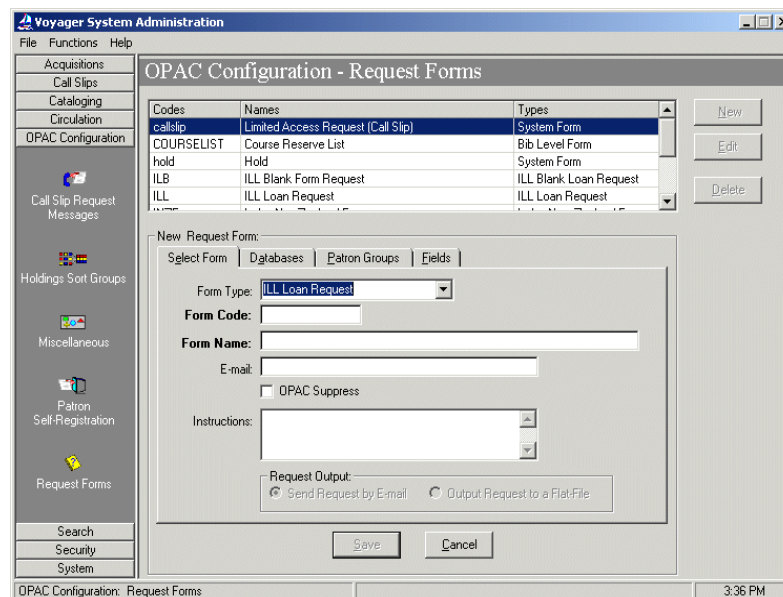 Voyager System Administration
File Functions Help
Acquisitions
Call Slips
Cataloging
Circulation
OPAC Configuration
Call Slip Request
Messages
Holdings Sort Groups
Miscellaneous
Patron
Self-Registration
Request Forms
Search
Security
System
OPAC Configuration - Request Forms
Codes Names Types
callslip Limited Access Request (Call Slip) System Form
COURSELIST Course Reserve List Bib Level Form
hold Hold System Form
ILB ILL Blank Form Request ILL Blank Loan Request
ILL ILL Loan Request ILL Loan Request
New
Edit
Delete
New Request Form:
Select Form Databases Patron Groups Fields
Form Type: ILL Loan Request
Form Code:
Form Name:
E-mail:
OPAC Suppress
Instructions:
Request Output:
Send Request by E-mail Output Request to a Flat-File
Save Cancel
OPAC Configuration: Request Forms 3:36 PM